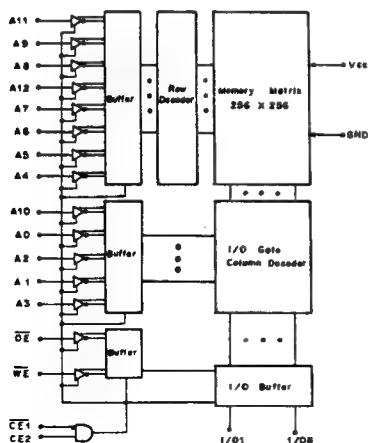 A11
A9
A8
A12
A7
A6
A5
A4
Buffer
Row
Decoder
Memory Matrix
256 X 256
Vcc
GND
A10
A0
A2
A1
A3
Buffer
I/O Gate
Column Decoder
OE
WE
Buffer
I/O Buffer
CE1
CE2
I/O1
I/O8